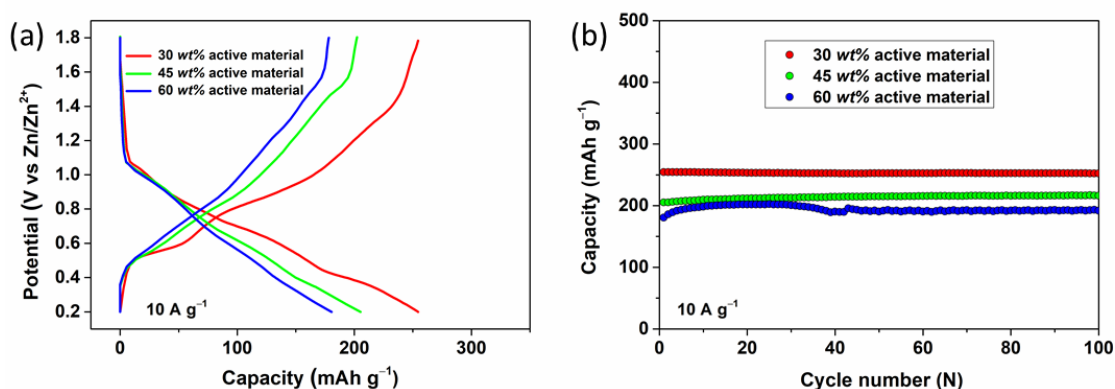 (a)
30 wt% active material
45 wt% active material
60 wt% active material
Potential (V vs Zn/Zn²⁺)
1.8
1.6
1.4
1.2
1.0
0.8
0.6
0.4
0.2
10 A g⁻¹
0 100 200 300
Capacity (mAh g⁻¹)
(b)
30 wt% active material
45 wt% active material
60 wt% active material
Capacity (mAh g⁻¹)
500
400
300
200
100
0
10 A g⁻¹
0 20 40 60 80 100
Cycle number (N)